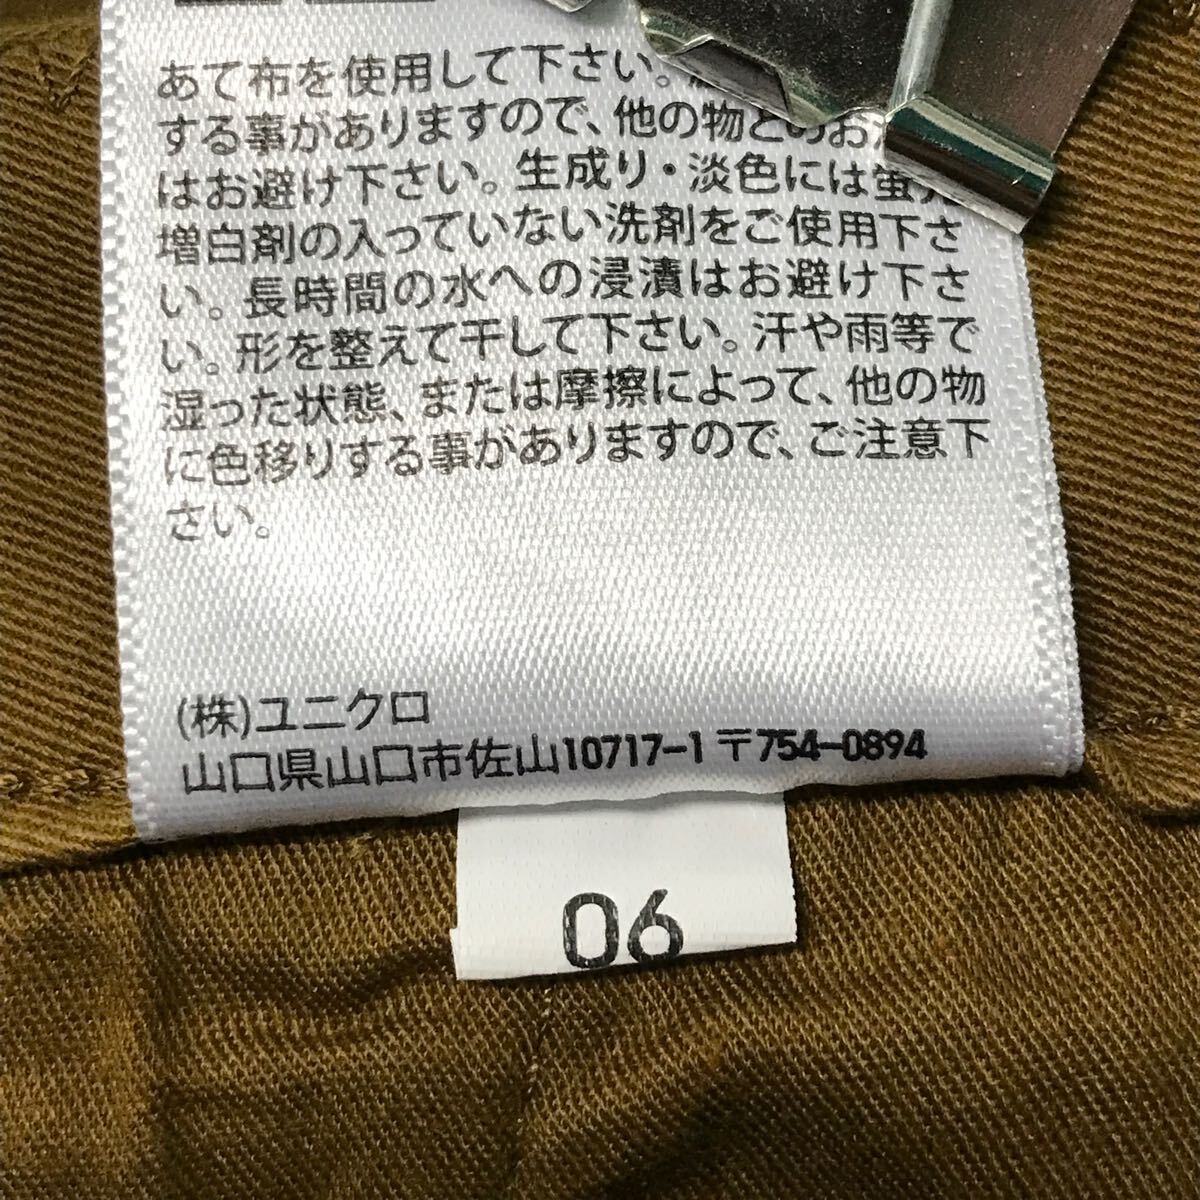 あて布を使用して下さい。
する事がありますので、他の物とのお
はお避け下さい。生成り・淡色には蛍光
増白剤の入っていない洗剤をご使用下さ
い。長時間の水への浸漬はお避け下さ
い。形を整えて干して下さい。汗や雨等で
湿った状態、または摩擦によって、他の物
に色移りする事がありますので、ご注意下
さい。
(株)ユニクロ
山口県山口市佐山10717-1 〒754-0894
06